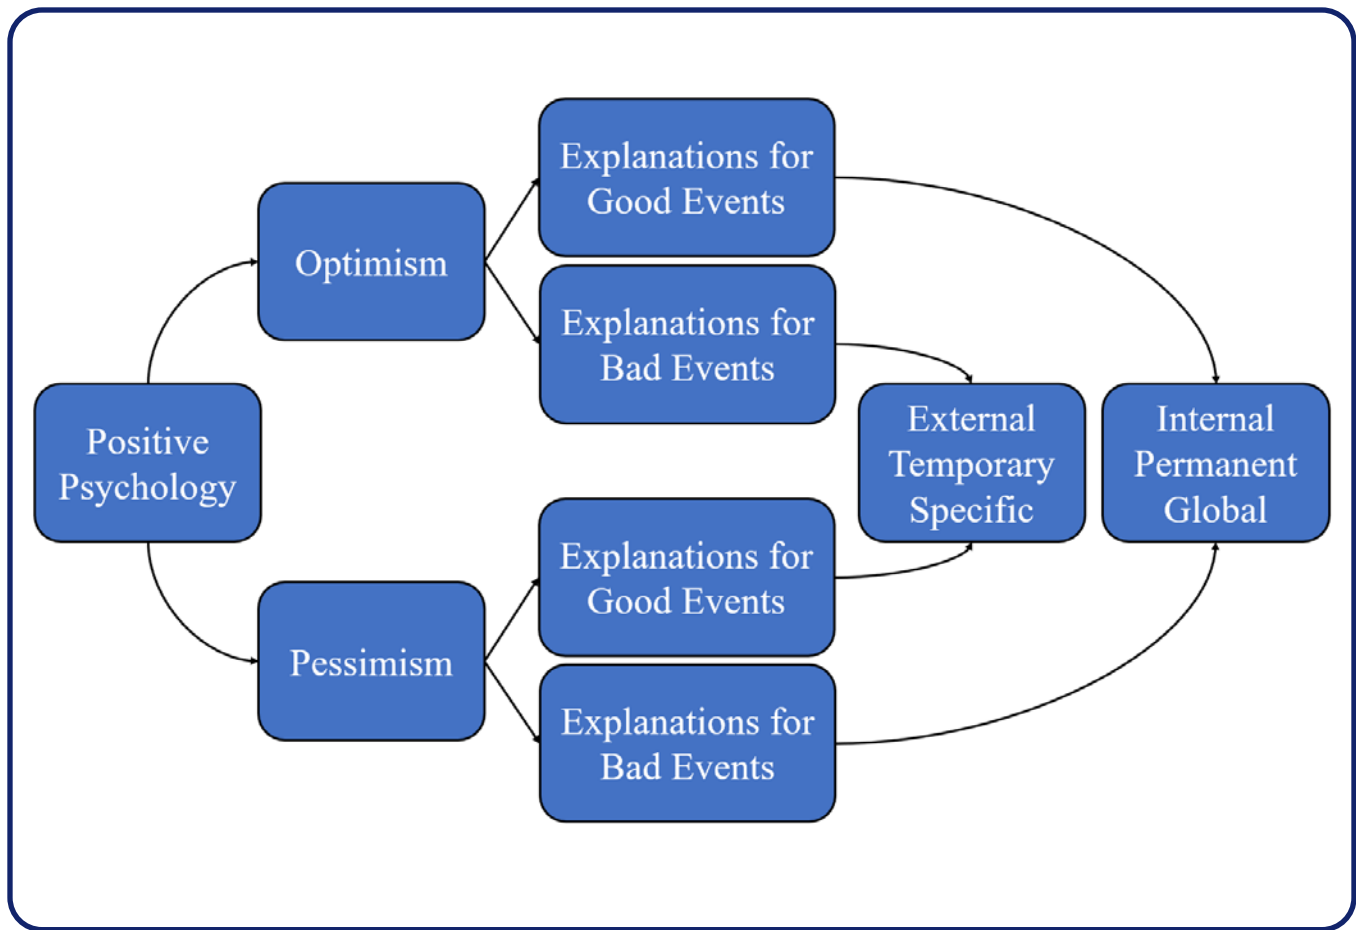 Positive
Psychology
Optimism
Explanations for
Good Events
Explanations for
Bad Events
Pessimism
Explanations for
Good Events
Explanations for
Bad Events
External
Temporary
Specific
Internal
Permanent
Global